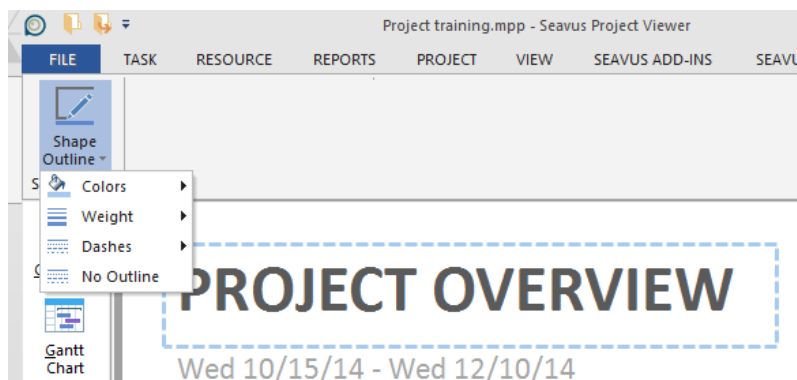 Project training.mpp - Seavus Project Viewer
FILE TASK RESOURCE REPORTS PROJECT VIEW SEAVUS ADD-INS
Shape
Outline
Colors
Weight
Dashes
No Outline
PROJECT OVERVIEW
Wed 10/15/14 - Wed 12/10/14
Gantt
Chart